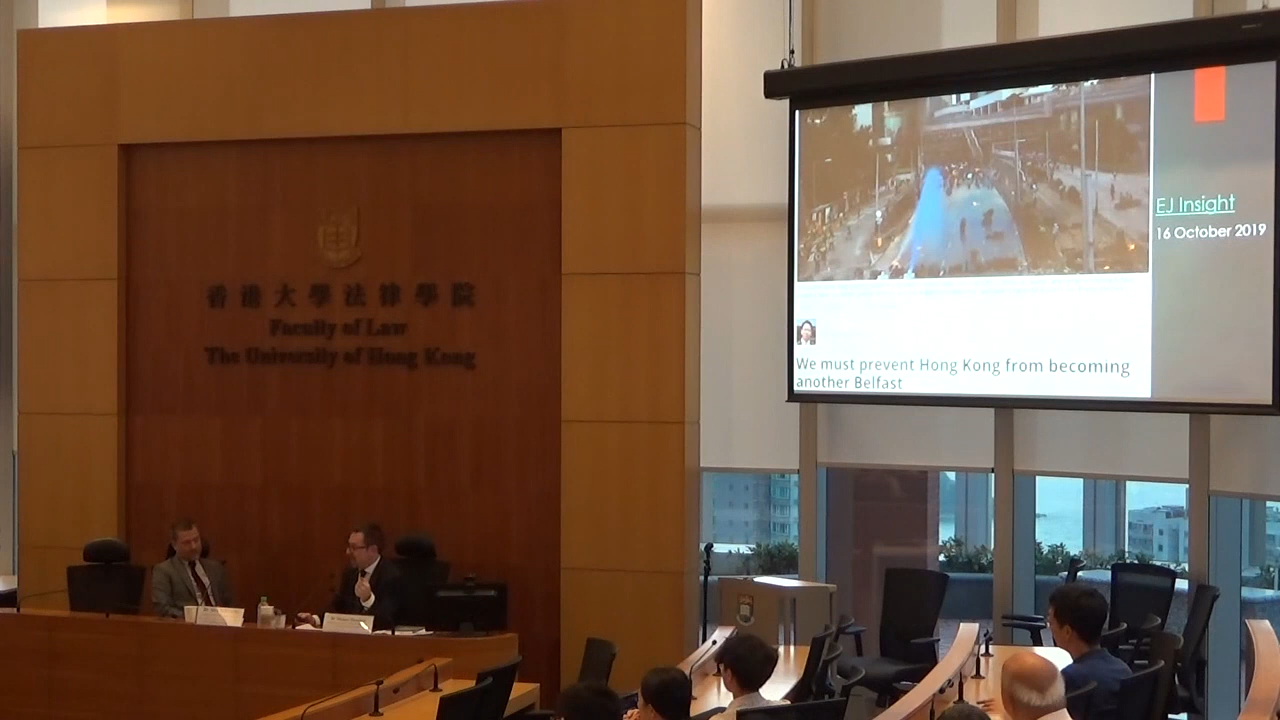 香港大學法律學院
Faculty of Law
The University of Hong Kong
EJ Insight
16 October 2019
We must prevent Hong Kong from becoming
another Belfast